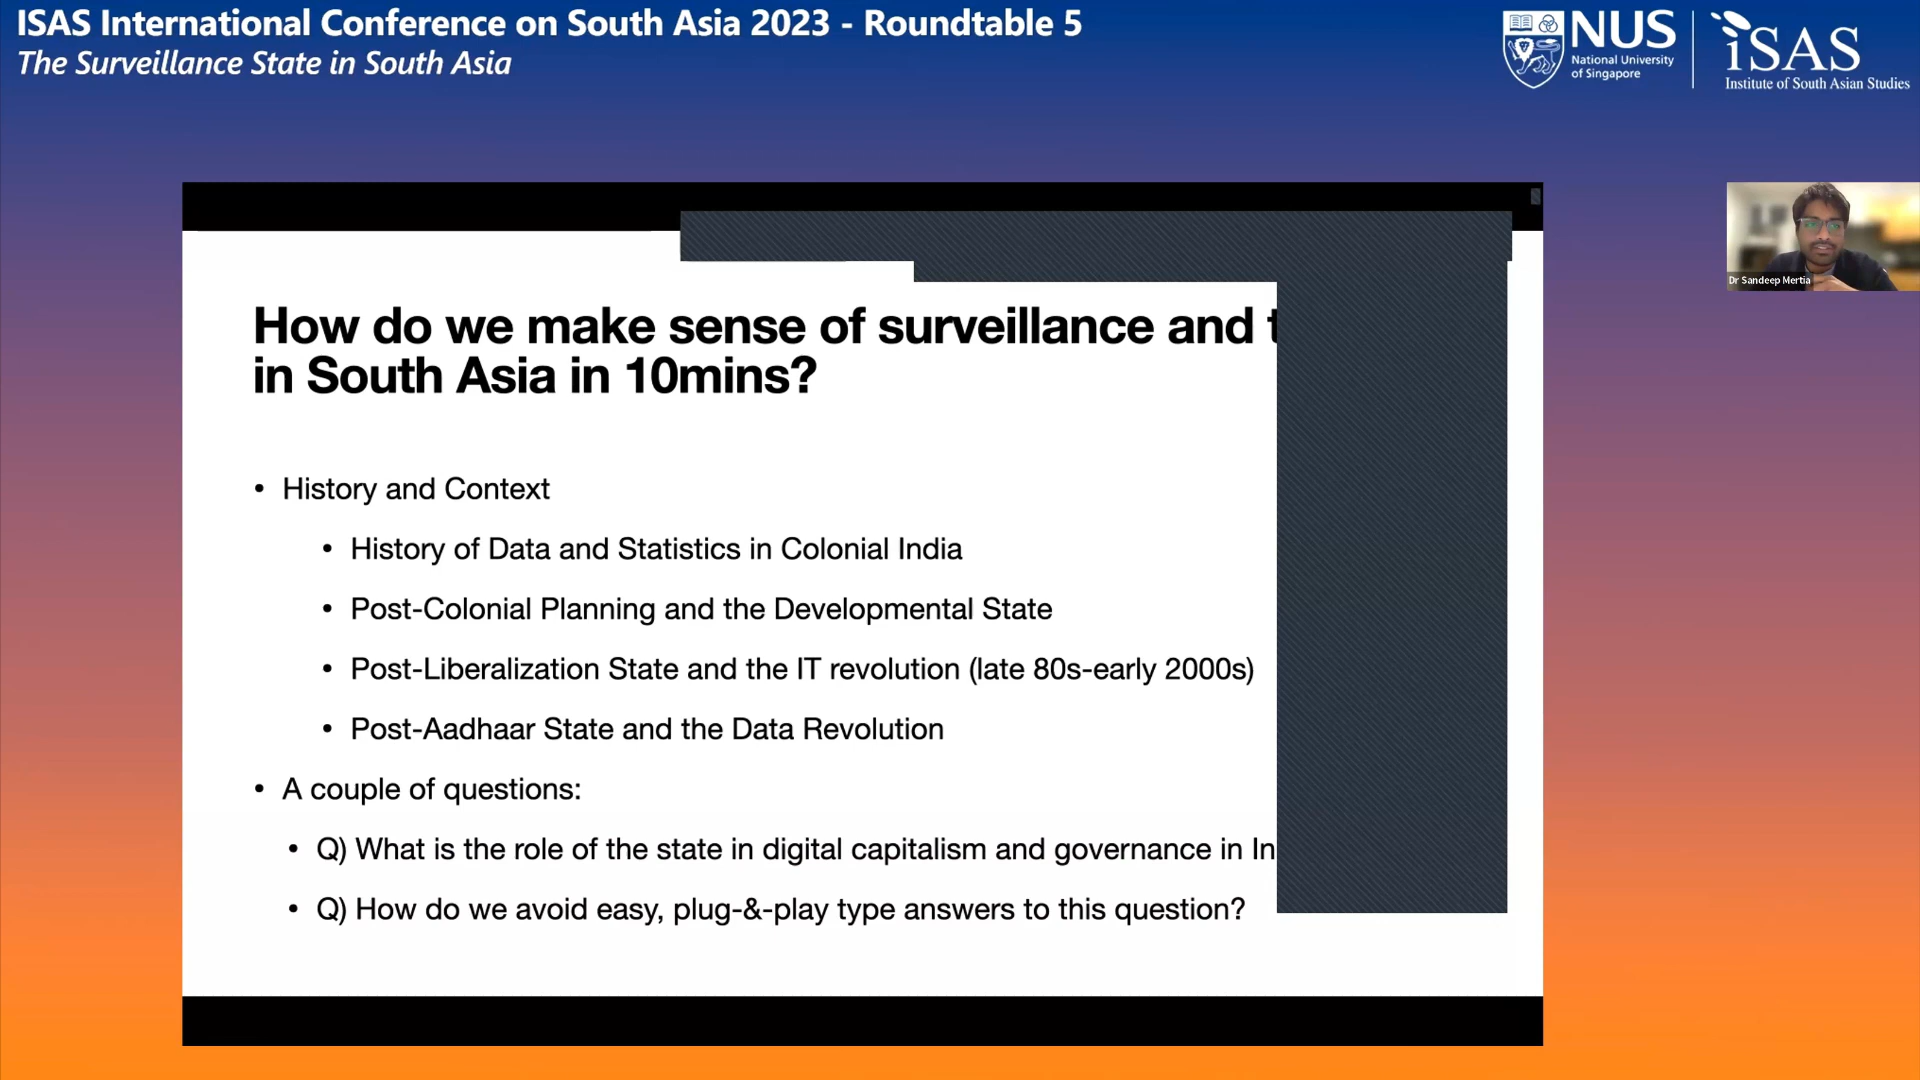 ISAS International Conference on South Asia 2023 - Roundtable 5
The Surveillance State in South Asia
NUS
National University
of Singapore
iSAS
Institute of South Asian Studies
How do we make sense of surveillance and
in South Asia in 10mins?
• History and Context
• History of Data and Statistics in Colonial India
• Post-Colonial Planning and the Developmental State
• Post-Liberalization State and the IT revolution (late 80s-early 2000s)
• Post-Aadhaar State and the Data Revolution
• A couple of questions:
• Q) What is the role of the state in digital capitalism and governance in
• Q) How do we avoid easy, plug-&-play type answers to this question?
Dr Sandeep Mertia